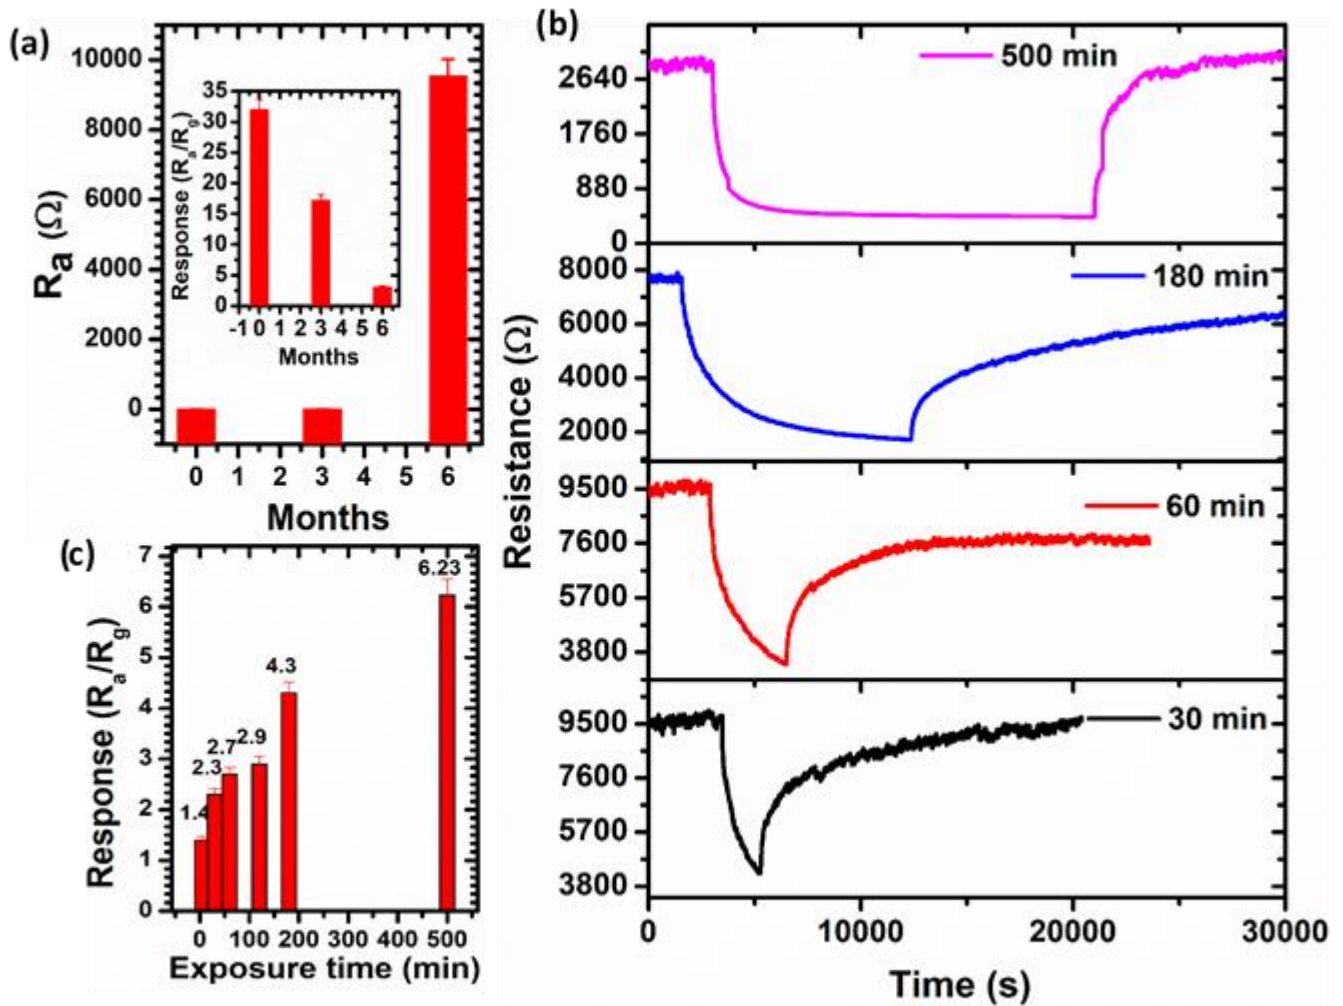 (a)
10000
8000
6000
4000
2000
0
Ra (Ω)
0 1 2 3 4 5 6
Months
35
30
25
20
15
10
5
0
Response (Ra/Rg)
-1 0 1 2 3 4 5 6
Months
(b)
500 min
2640
1760
880
0
180 min
8000
6000
4000
2000
60 min
9500
7600
5700
3800
30 min
9500
7600
5700
3800
Resistance (Ω)
0 10000 20000 30000
Time (s)
(c)
7
6
5
4
3
2
1
0
Response (Ra/Rg)
1.4
2.3
2.7
2.9
4.3
6.23
0 100 200 300 400 500
Exposure time (min)